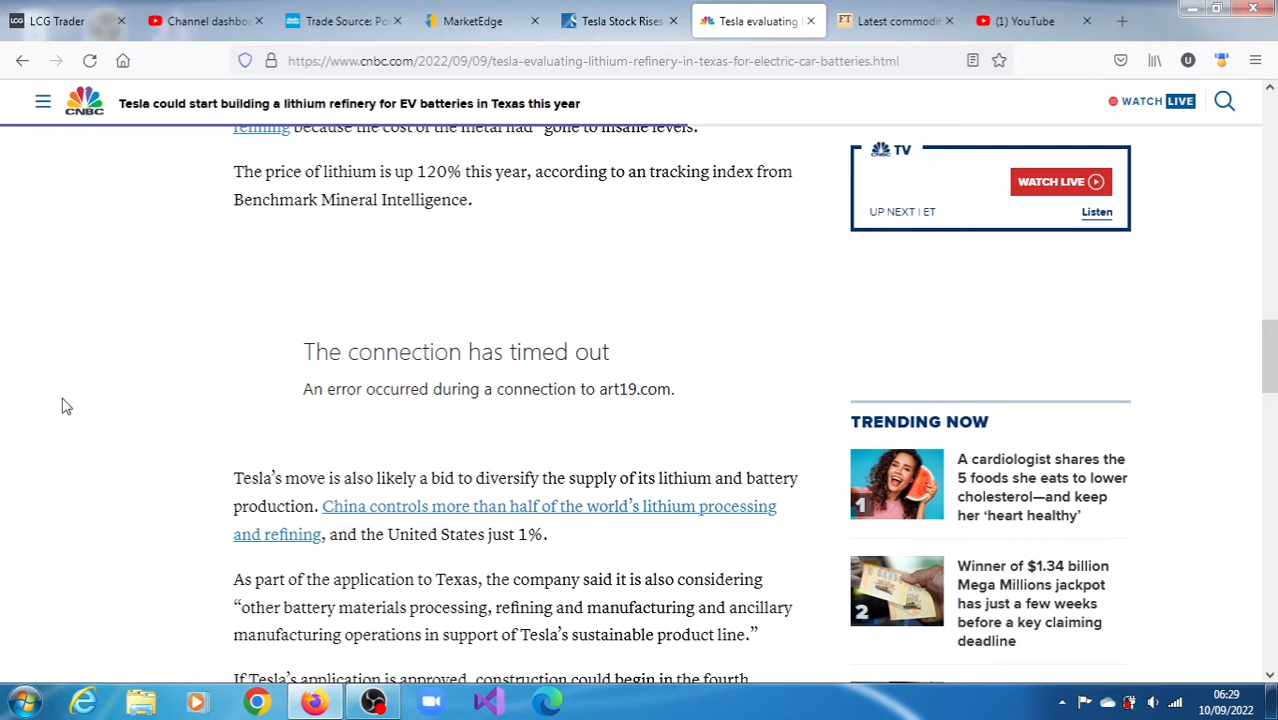 LCG Trader
Channel dashboa
Trade Source: Po
MarketEdge
Tesla Stock Rises
Tesla evaluating
FT
Latest commodit
(1) YouTube
https://www.cnbc.com/2022/09/09/tesla-evaluating-lithium-refinery-in-texas-for-electric-car-batteries.html
CNBC
Tesla could start building a lithium refinery for EV batteries in Texas this year
WATCH LIVE
refining because the cost of the metal had “gone to insane levels.”
The price of lithium is up 120% this year, according to an tracking index from
Benchmark Mineral Intelligence.
CNBC TV
WATCH LIVE
UP NEXT | ET
Listen
The connection has timed out
An error occurred during a connection to art19.com.
Tesla’s move is also likely a bid to diversify the supply of its lithium and battery
production. China controls more than half of the world’s lithium processing
and refining, and the United States just 1%.
As part of the application to Texas, the company said it is also considering
“other battery materials processing, refining and manufacturing and ancillary
manufacturing operations in support of Tesla’s sustainable product line.”
If Tesla’s application is approved, construction could begin in the fourth
TRENDING NOW
1
A cardiologist shares the
5 foods she eats to lower
cholesterol—and keep
her ‘heart healthy’
2
Winner of $1.34 billion
Mega Millions jackpot
has just a few weeks
before a key claiming
deadline
06:29
10/09/2022